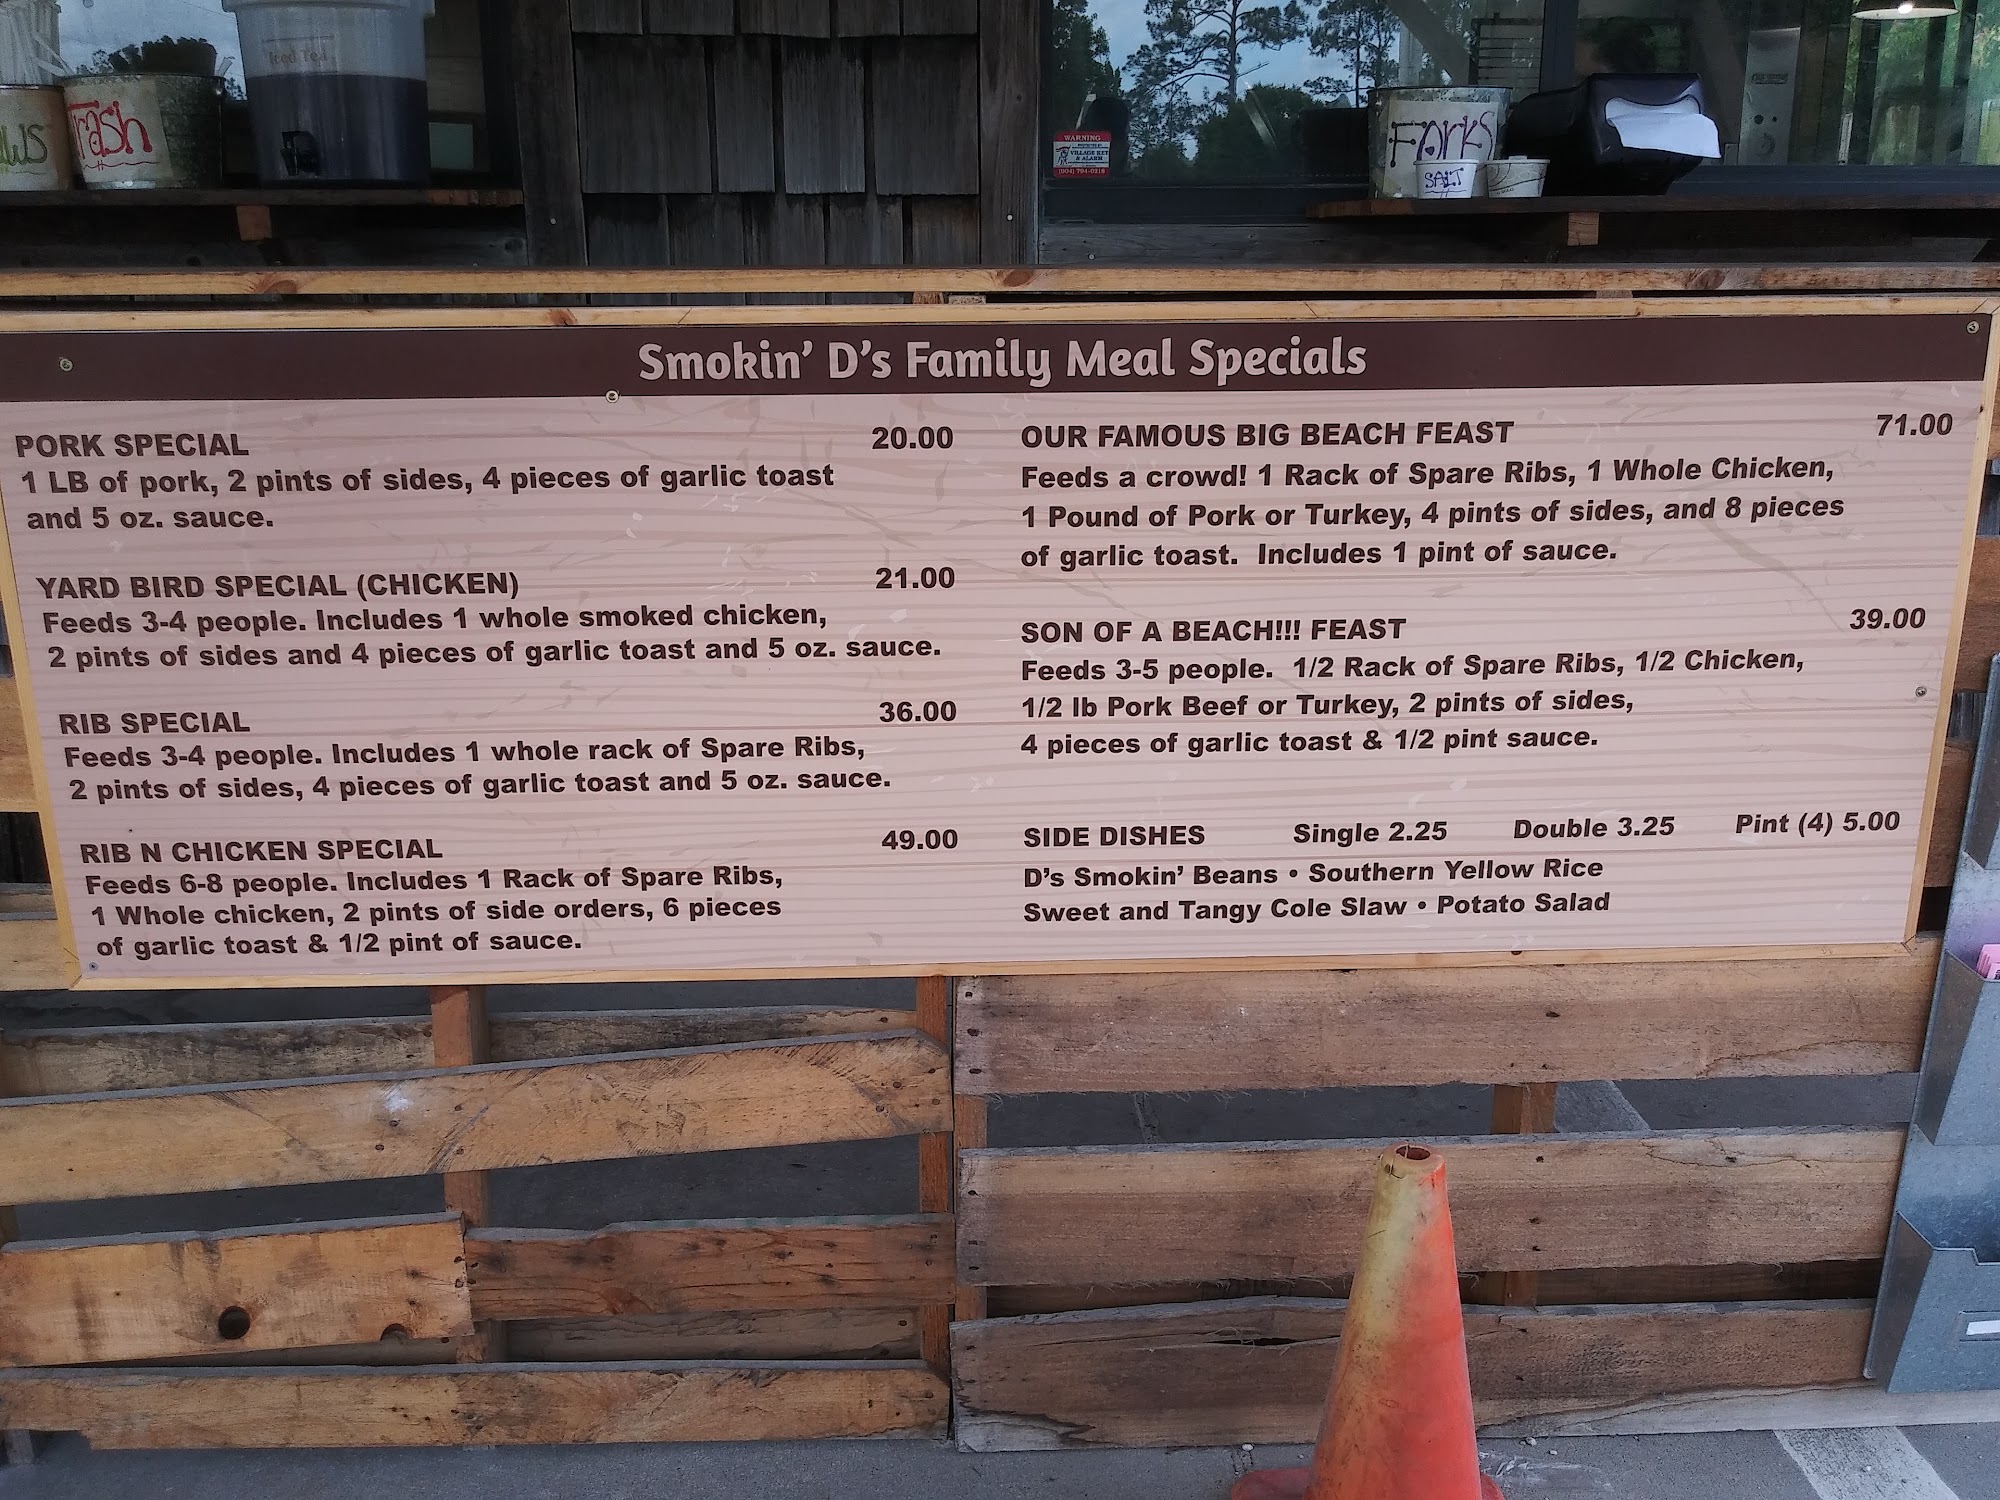 Iced Tea
Trash
WARNING
VILLAGE KEY
& ALARM
(904) 794-0218
FORKS
SALT
Smokin' D's Family Meal Specials
PORK SPECIAL 20.00
1 LB of pork, 2 pints of sides, 4 pieces of garlic toast
and 5 oz. sauce.
YARD BIRD SPECIAL (CHICKEN) 21.00
Feeds 3-4 people. Includes 1 whole smoked chicken,
2 pints of sides and 4 pieces of garlic toast and 5 oz. sauce.
RIB SPECIAL 36.00
Feeds 3-4 people. Includes 1 whole rack of Spare Ribs,
2 pints of sides, 4 pieces of garlic toast and 5 oz. sauce.
RIB N CHICKEN SPECIAL 49.00
Feeds 6-8 people. Includes 1 Rack of Spare Ribs,
1 Whole chicken, 2 pints of side orders, 6 pieces
of garlic toast & 1/2 pint of sauce.
OUR FAMOUS BIG BEACH FEAST 71.00
Feeds a crowd! 1 Rack of Spare Ribs, 1 Whole Chicken,
1 Pound of Pork or Turkey, 4 pints of sides, and 8 pieces
of garlic toast. Includes 1 pint of sauce.
SON OF A BEACH!!! FEAST 39.00
Feeds 3-5 people. 1/2 Rack of Spare Ribs, 1/2 Chicken,
1/2 lb Pork Beef or Turkey, 2 pints of sides,
4 pieces of garlic toast & 1/2 pint sauce.
SIDE DISHES Single 2.25 Double 3.25 Pint (4) 5.00
D's Smokin' Beans • Southern Yellow Rice
Sweet and Tangy Cole Slaw • Potato Salad